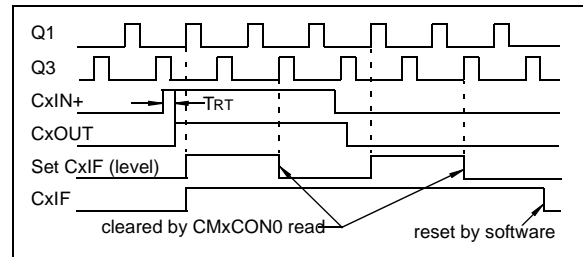 Q1
Q3
CxIN+
TRT
CxOUT
Set CxIF (level)
CxIF
cleared by CMxCON0 read
reset by software